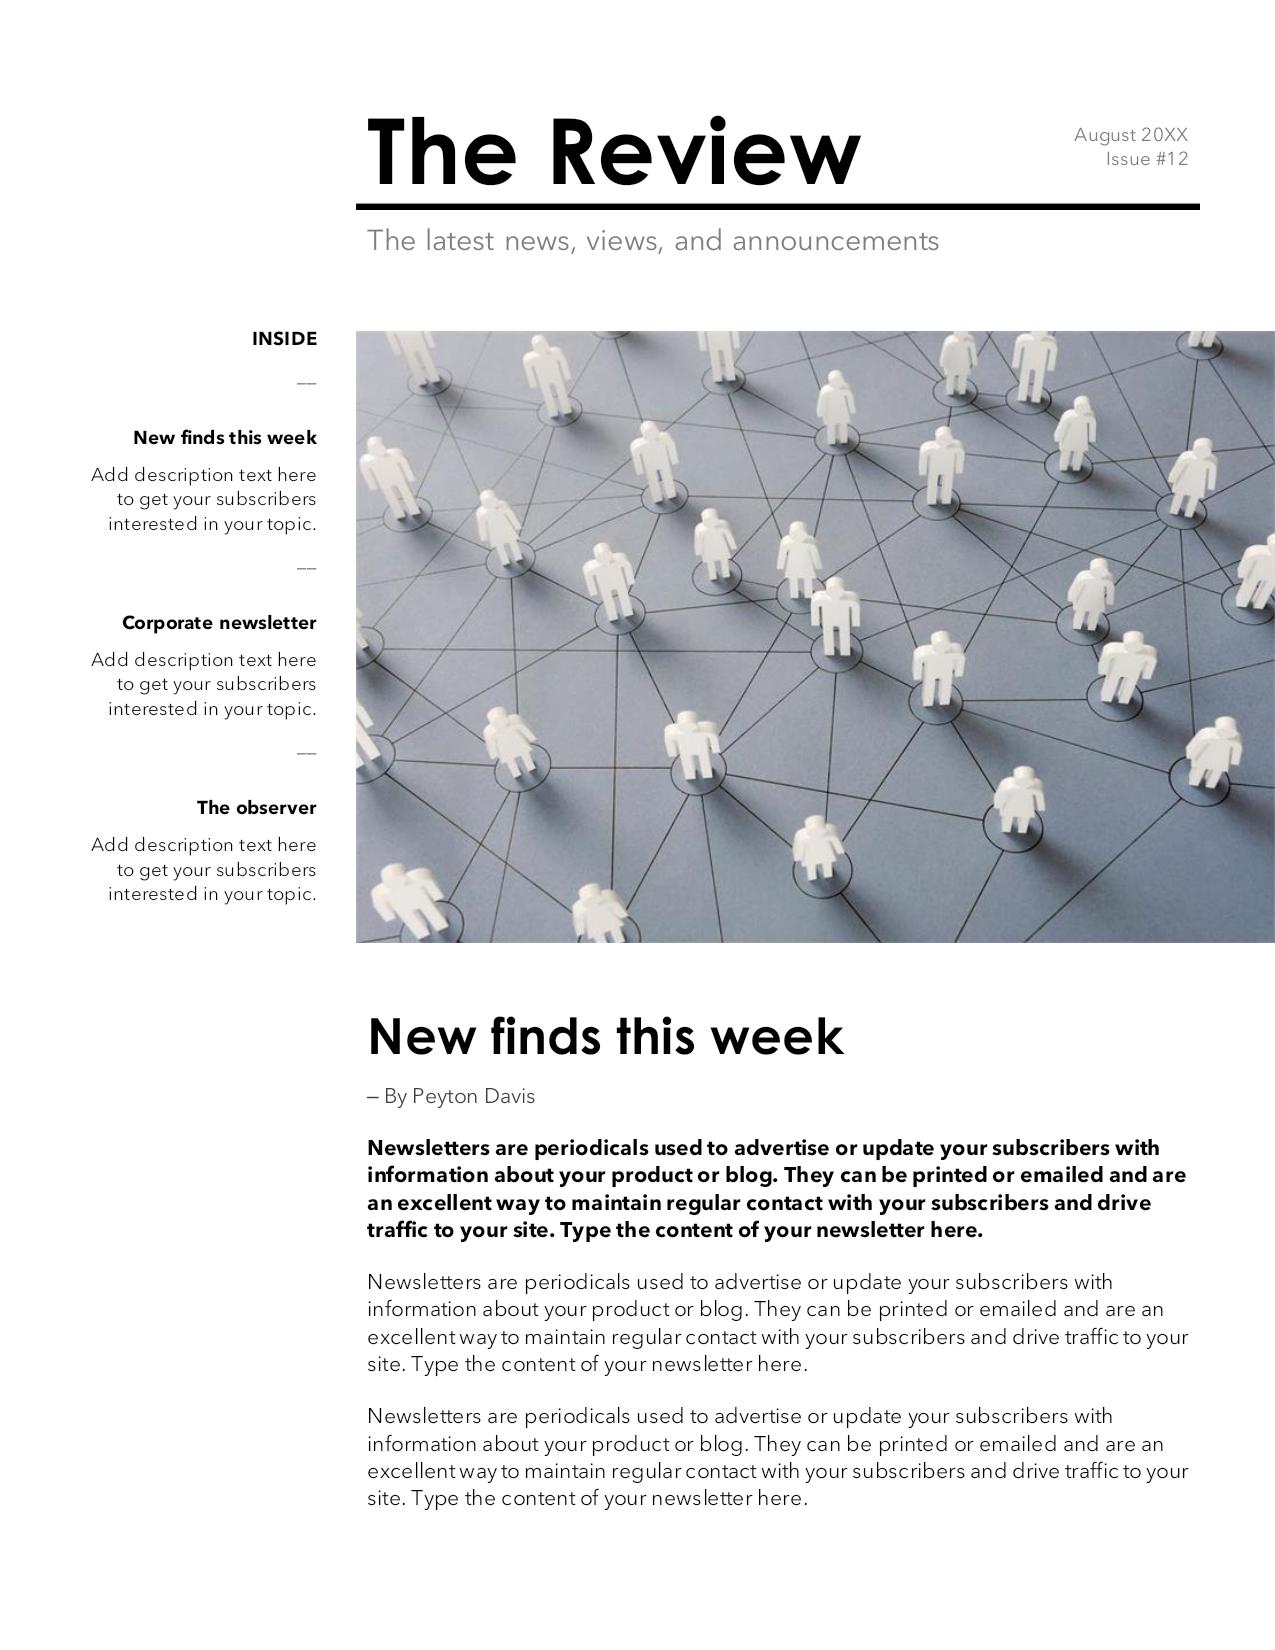 The Review
August 20XX
Issue #12
The latest news, views, and announcements
INSIDE
—
New finds this week
Add description text here
to get your subscribers
interested in your topic.
—
Corporate newsletter
Add description text here
to get your subscribers
interested in your topic.
—
The observer
Add description text here
to get your subscribers
interested in your topic.
New finds this week
– By Peyton Davis
Newsletters are periodicals used to advertise or update your subscribers with
information about your product or blog. They can be printed or emailed and are
an excellent way to maintain regular contact with your subscribers and drive
traffic to your site. Type the content of your newsletter here.
Newsletters are periodicals used to advertise or update your subscribers with
information about your product or blog. They can be printed or emailed and are an
excellent way to maintain regular contact with your subscribers and drive traffic to your
site. Type the content of your newsletter here.
Newsletters are periodicals used to advertise or update your subscribers with
information about your product or blog. They can be printed or emailed and are an
excellent way to maintain regular contact with your subscribers and drive traffic to your
site. Type the content of your newsletter here.